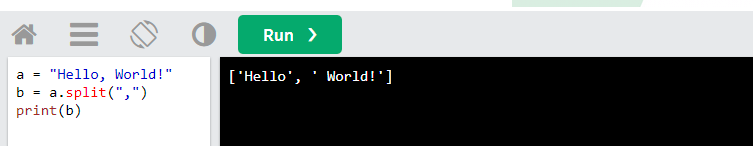 Run ❯
a = "Hello, World!"
b = a.split(",")
print(b)
['Hello', ' World!']